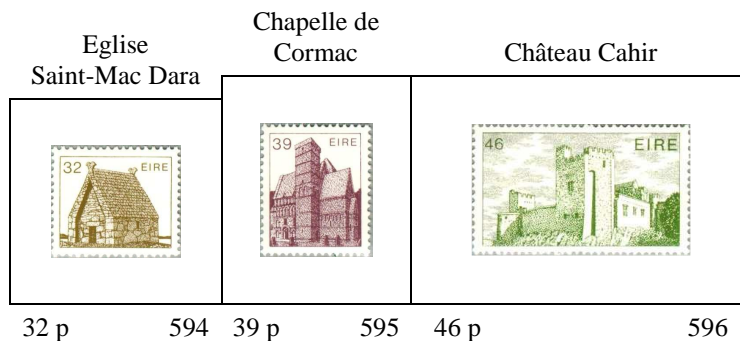 Eglise
Saint-Mac Dara
Chapelle de
Cormac
Château Cahir
32 EIRE
39 EIRE
46 EIRE
32 p 594
39 p 595
46 p 596